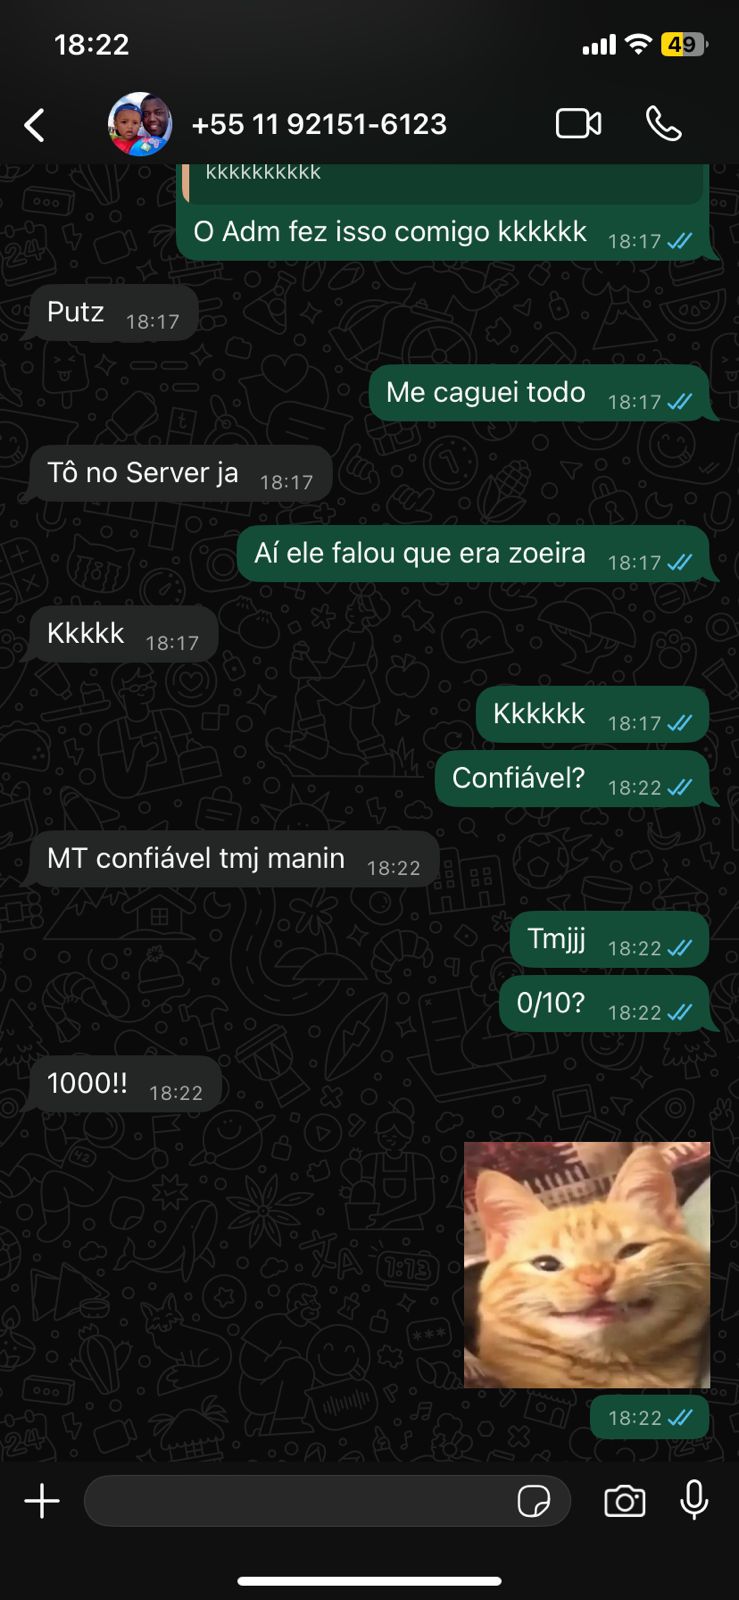 18:22
49
+55 11 92151-6123
kkkkkkkkkk
O Adm fez isso comigo kkkkkk 18:17
Putz 18:17
Me caguei todo 18:17
Tô no Server ja 18:17
Aí ele falou que era zoeira 18:17
Kkkkk 18:17
Kkkkkk 18:17
Confiável? 18:22
MT confiável tmj manin 18:22
Tmjjj 18:22
0/10? 18:22
1000!! 18:22
18:22